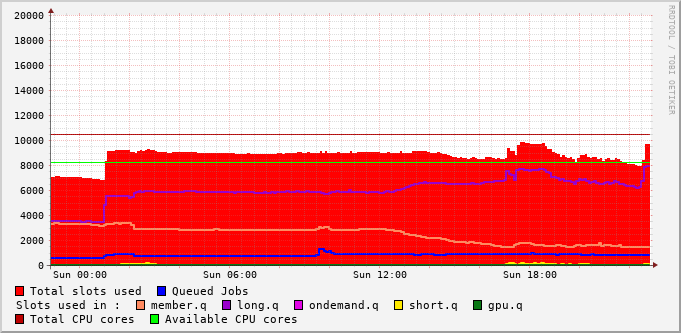 20000
18000
16000
14000
12000
10000
8000
6000
4000
2000
0
Sun 00:00 Sun 06:00 Sun 12:00 Sun 18:00
RRDTOOL / TOBI OETIKER
Total slots used Queued Jobs
Slots used in : member.q long.q ondemand.q short.q gpu.q
Total CPU cores Available CPU cores